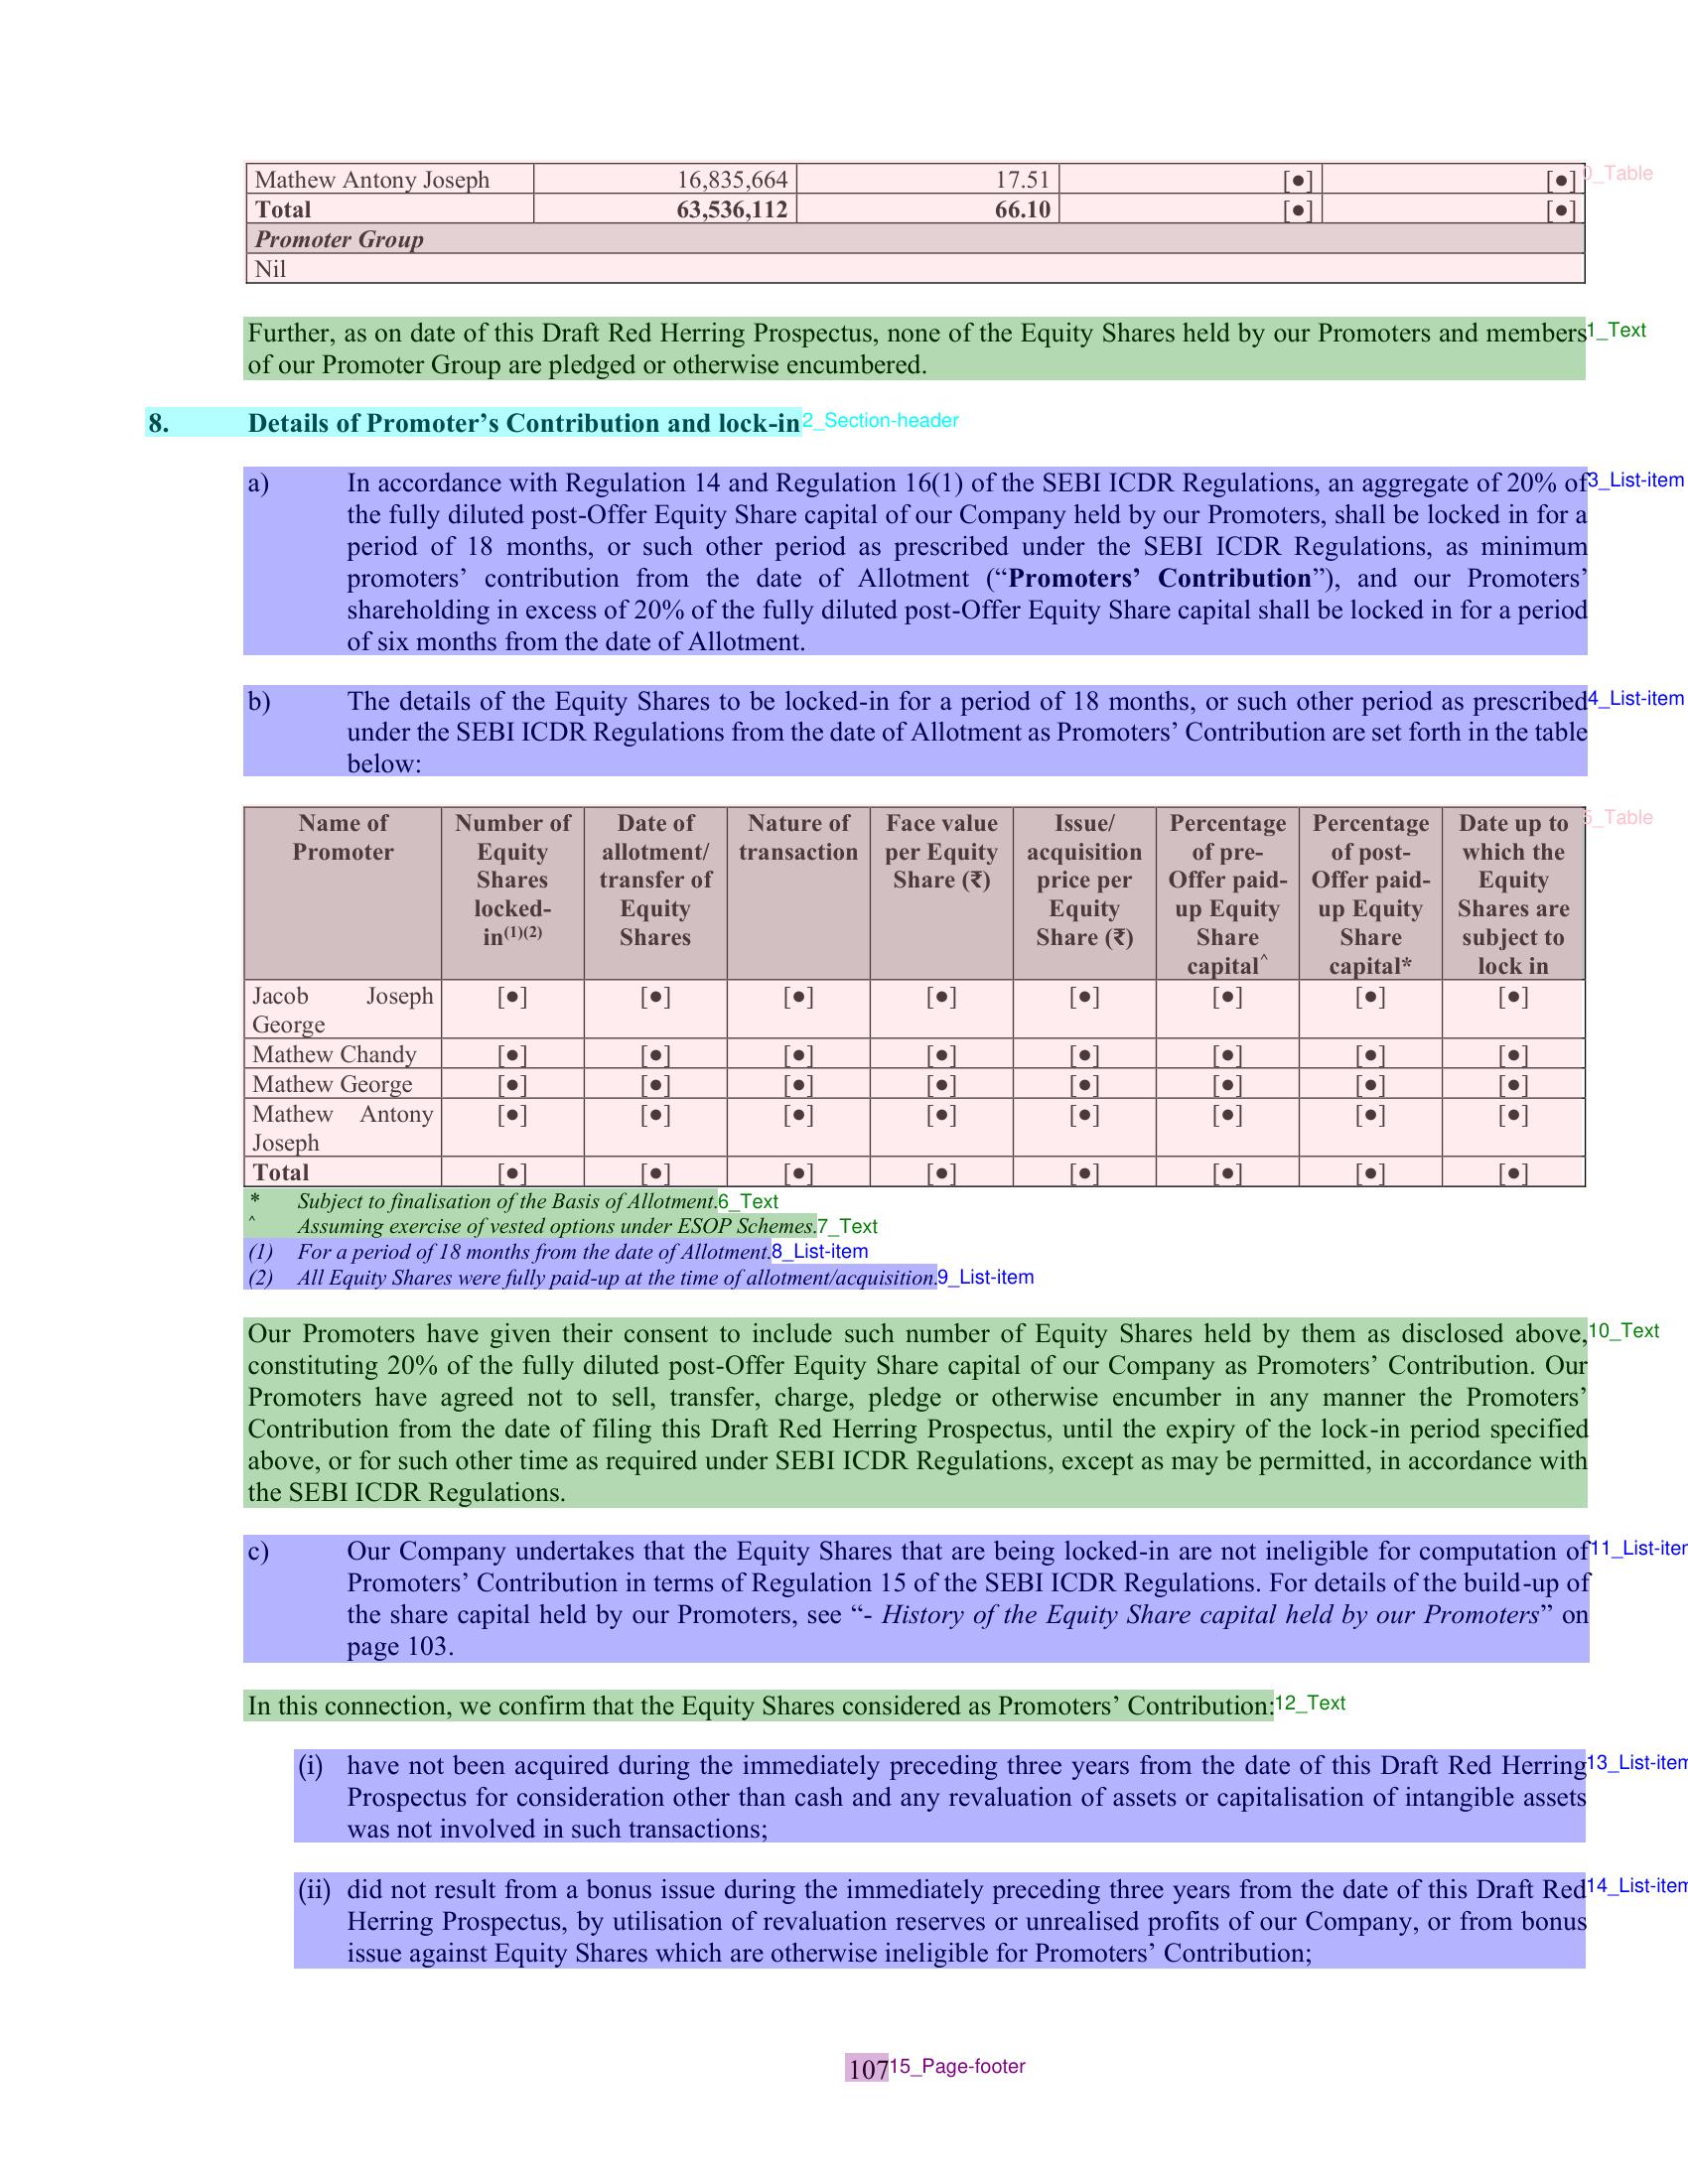 Mathew Antony Joseph 16,835,664 17.51 [●] [●] 0_Table
Total 63,536,112 66.10 [●] [●]
Promoter Group
Nil
Further, as on date of this Draft Red Herring Prospectus, none of the Equity Shares held by our Promoters and members 1_Text
of our Promoter Group are pledged or otherwise encumbered.
8. Details of Promoter’s Contribution and lock-in 2_Section-header
a) In accordance with Regulation 14 and Regulation 16(1) of the SEBI ICDR Regulations, an aggregate of 20% of 3_List-item
the fully diluted post-Offer Equity Share capital of our Company held by our Promoters, shall be locked in for a
period of 18 months, or such other period as prescribed under the SEBI ICDR Regulations, as minimum
promoters’ contribution from the date of Allotment (“Promoters’ Contribution”), and our Promoters’
shareholding in excess of 20% of the fully diluted post-Offer Equity Share capital shall be locked in for a period
of six months from the date of Allotment.
b) The details of the Equity Shares to be locked-in for a period of 18 months, or such other period as prescribed 4_List-item
under the SEBI ICDR Regulations from the date of Allotment as Promoters’ Contribution are set forth in the table
below:
Name of Number of Date of Nature of Face value Issue/ Percentage Percentage Date up to 5_Table
Promoter Equity allotment/ transaction per Equity acquisition of pre- of post- which the
Shares transfer of Share (₹) price per Offer paid- Offer paid- Equity
locked- Equity Equity up Equity up Equity Shares are
in(1)(2) Shares Share (₹) Share Share subject to
capital^ capital* lock in
Jacob Joseph [●] [●] [●] [●] [●] [●] [●] [●]
George
Mathew Chandy [●] [●] [●] [●] [●] [●] [●] [●]
Mathew George [●] [●] [●] [●] [●] [●] [●] [●]
Mathew Antony [●] [●] [●] [●] [●] [●] [●] [●]
Joseph
Total [●] [●] [●] [●] [●] [●] [●] [●]
* Subject to finalisation of the Basis of Allotment. 6_Text
^ Assuming exercise of vested options under ESOP Schemes. 7_Text
(1) For a period of 18 months from the date of Allotment. 8_List-item
(2) All Equity Shares were fully paid-up at the time of allotment/acquisition. 9_List-item
Our Promoters have given their consent to include such number of Equity Shares held by them as disclosed above, 10_Text
constituting 20% of the fully diluted post-Offer Equity Share capital of our Company as Promoters’ Contribution. Our
Promoters have agreed not to sell, transfer, charge, pledge or otherwise encumber in any manner the Promoters’
Contribution from the date of filing this Draft Red Herring Prospectus, until the expiry of the lock-in period specified
above, or for such other time as required under SEBI ICDR Regulations, except as may be permitted, in accordance with
the SEBI ICDR Regulations.
c) Our Company undertakes that the Equity Shares that are being locked-in are not ineligible for computation of 11_List-iter
Promoters’ Contribution in terms of Regulation 15 of the SEBI ICDR Regulations. For details of the build-up of
the share capital held by our Promoters, see “- History of the Equity Share capital held by our Promoters” on
page 103.
In this connection, we confirm that the Equity Shares considered as Promoters’ Contribution: 12_Text
(i) have not been acquired during the immediately preceding three years from the date of this Draft Red Herring 13_List-item
Prospectus for consideration other than cash and any revaluation of assets or capitalisation of intangible assets
was not involved in such transactions;
(ii) did not result from a bonus issue during the immediately preceding three years from the date of this Draft Red 14_List-item
Herring Prospectus, by utilisation of revaluation reserves or unrealised profits of our Company, or from bonus
issue against Equity Shares which are otherwise ineligible for Promoters’ Contribution;
107 15_Page-footer